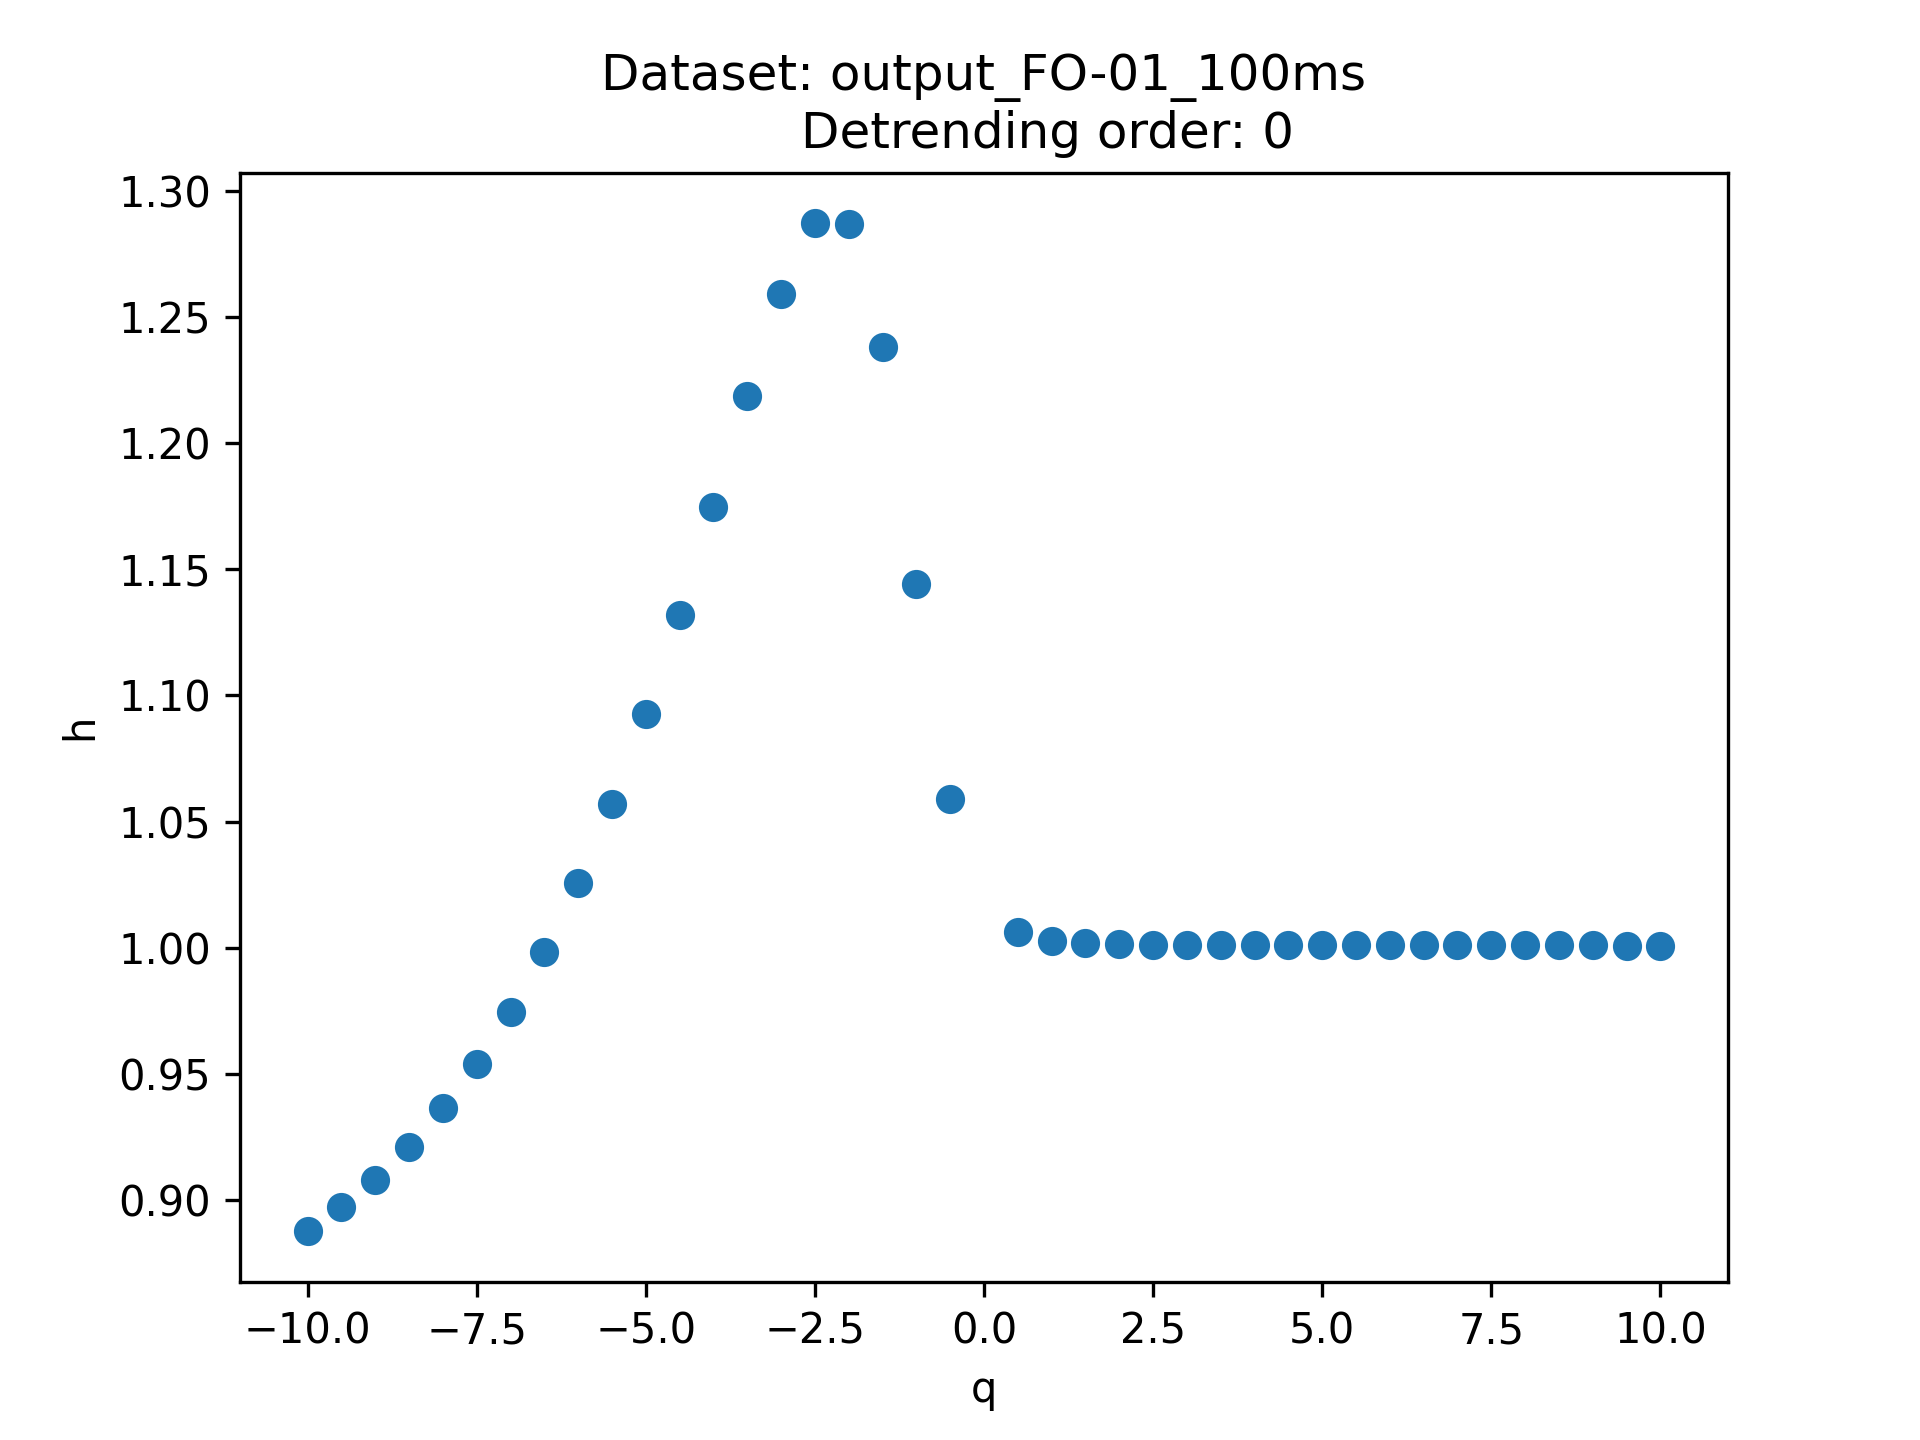 Dataset: output_FO-01_100ms
Detrending order: 0
1.30
1.25
1.20
1.15
1.10
1.05
1.00
0.95
0.90
h
−10.0 −7.5 −5.0 −2.5 0.0 2.5 5.0 7.5 10.0
q